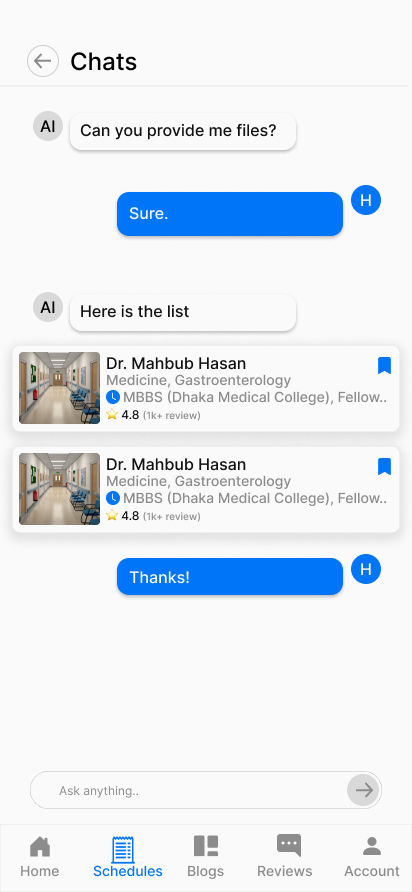 Chats
AI
Can you provide me files?
H
Sure.
AI
Here is the list
Dr. Mahbub Hasan
Medicine, Gastroenterology
MBBS (Dhaka Medical College), Fellow..
4.8 (1k+ review)
Dr. Mahbub Hasan
Medicine, Gastroenterology
MBBS (Dhaka Medical College), Fellow..
4.8 (1k+ review)
H
Thanks!
Ask anything..
Home Schedules Blogs Reviews Account